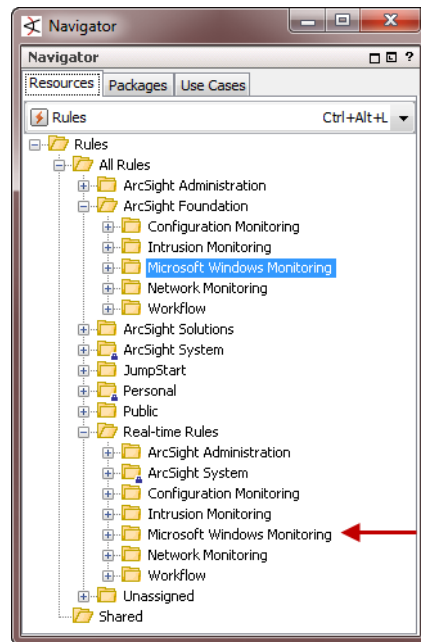 Navigator
Navigator
?
Resources Packages Use Cases
Rules Ctrl+Alt+L
Rules
All Rules
ArcSight Administration
ArcSight Foundation
Configuration Monitoring
Intrusion Monitoring
Microsoft Windows Monitoring
Network Monitoring
Workflow
ArcSight Solutions
ArcSight System
JumpStart
Personal
Public
Real-time Rules
ArcSight Administration
ArcSight System
Configuration Monitoring
Intrusion Monitoring
Microsoft Windows Monitoring
Network Monitoring
Workflow
Unassigned
Shared